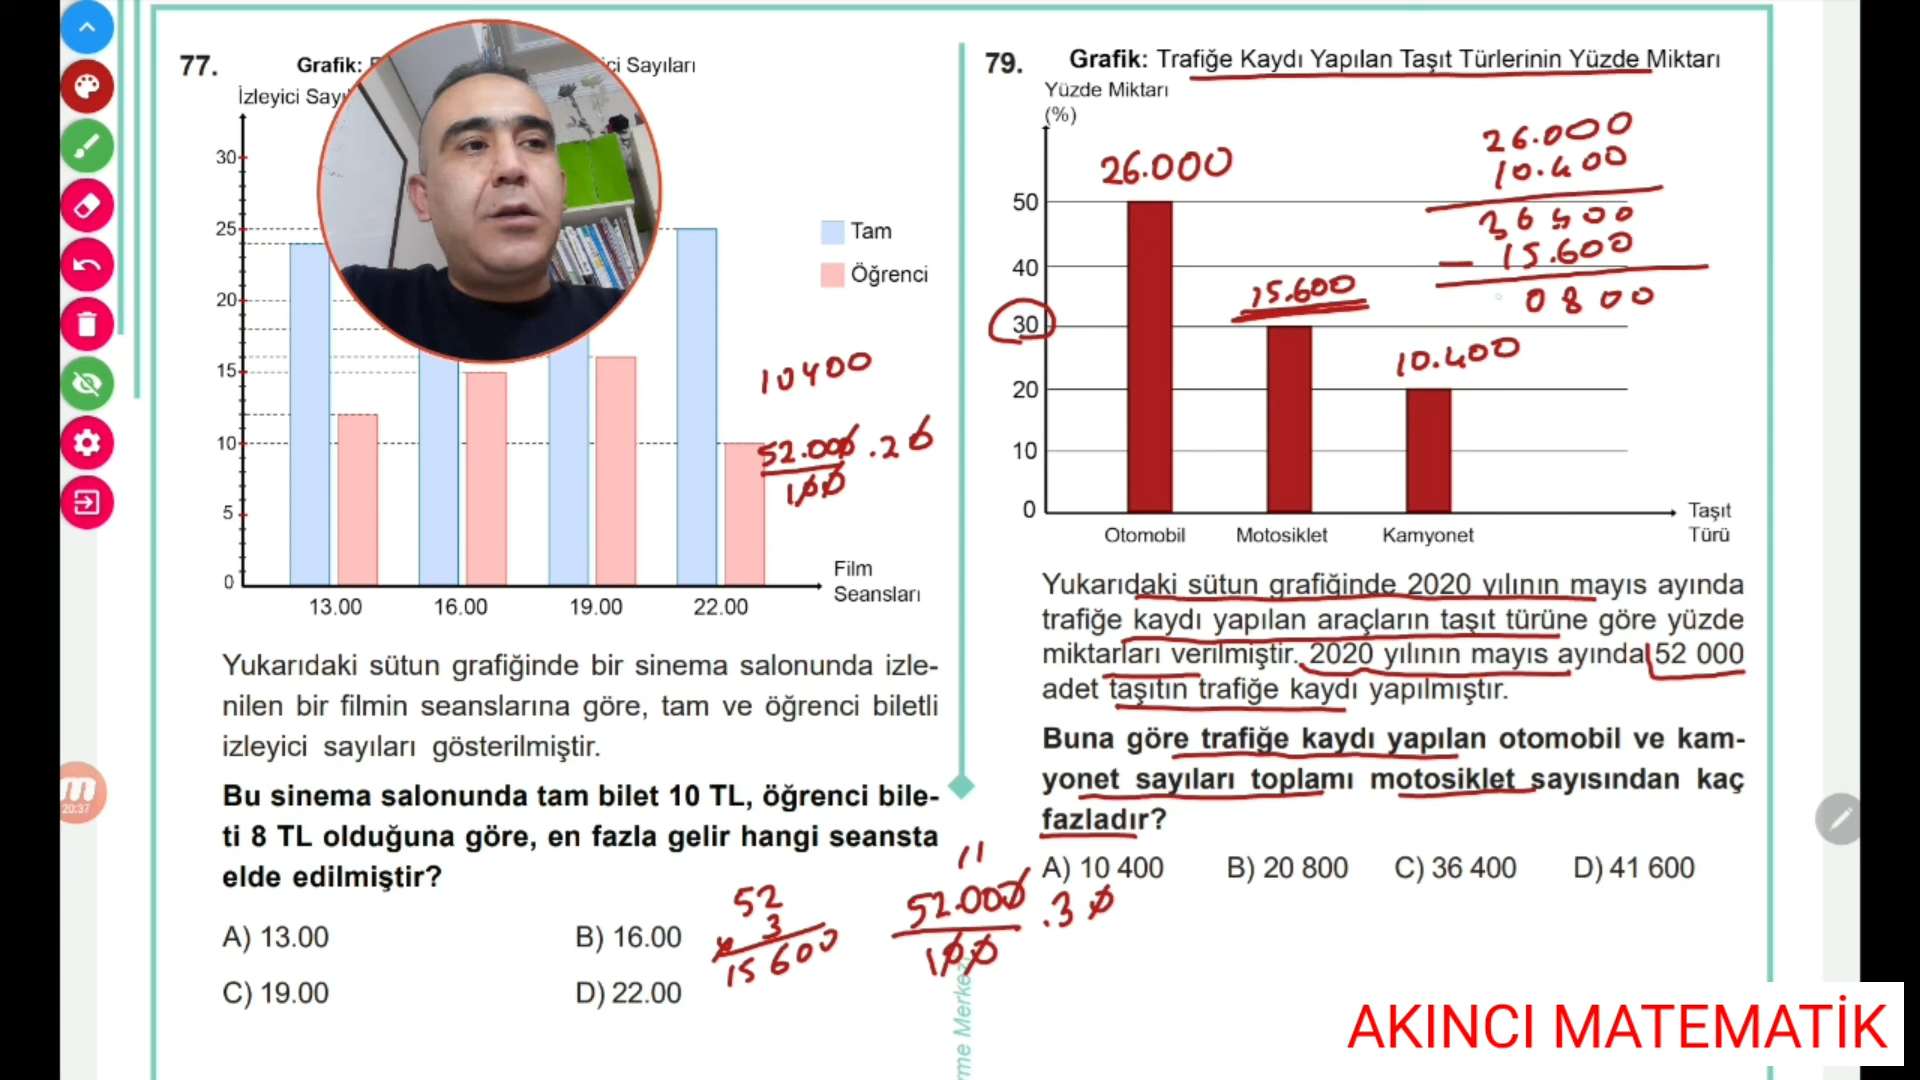 77.
Grafik:
ici Sayıları
İzleyici Sayı
30
25
20
15
10
5
0
Tam
Öğrenci
13.00
16.00
19.00
22.00
Film
Seansları
10400
52.000 .20
100
Yukarıdaki sütun grafiğinde bir sinema salonunda izle-
nilen bir filmin seanslarına göre, tam ve öğrenci biletli
izleyici sayıları gösterilmiştir.
Bu sinema salonunda tam bilet 10 TL, öğrenci bile-
ti 8 TL olduğuna göre, en fazla gelir hangi seansta
elde edilmiştir?
A) 13.00
B) 16.00
C) 19.00
D) 22.00
52
x 3
15600
11
52.000 .30
100
79.
Grafik: Trafiğe Kaydı Yapılan Taşıt Türlerinin Yüzde Miktarı
Yüzde Miktarı
(%)
50
40
30
20
10
0
26.000
15.600
10.400
26.000
10.400
36400
- 15.600
0800
Otomobil
Motosiklet
Kamyonet
Taşıt
Türü
Yukarıdaki sütun grafiğinde 2020 yılının mayıs ayında
trafiğe kaydı yapılan araçların taşıt türüne göre yüzde
miktarları verilmiştir. 2020 yılının mayıs ayında 52 000
adet taşıtın trafiğe kaydı yapılmıştır.
Buna göre trafiğe kaydı yapılan otomobil ve kam-
yonet sayıları toplamı motosiklet sayısından kaç
fazladır?
A) 10 400
B) 20 800
C) 36 400
D) 41 600
rme Merkezi
20:37
AKINCI MATEMATİK